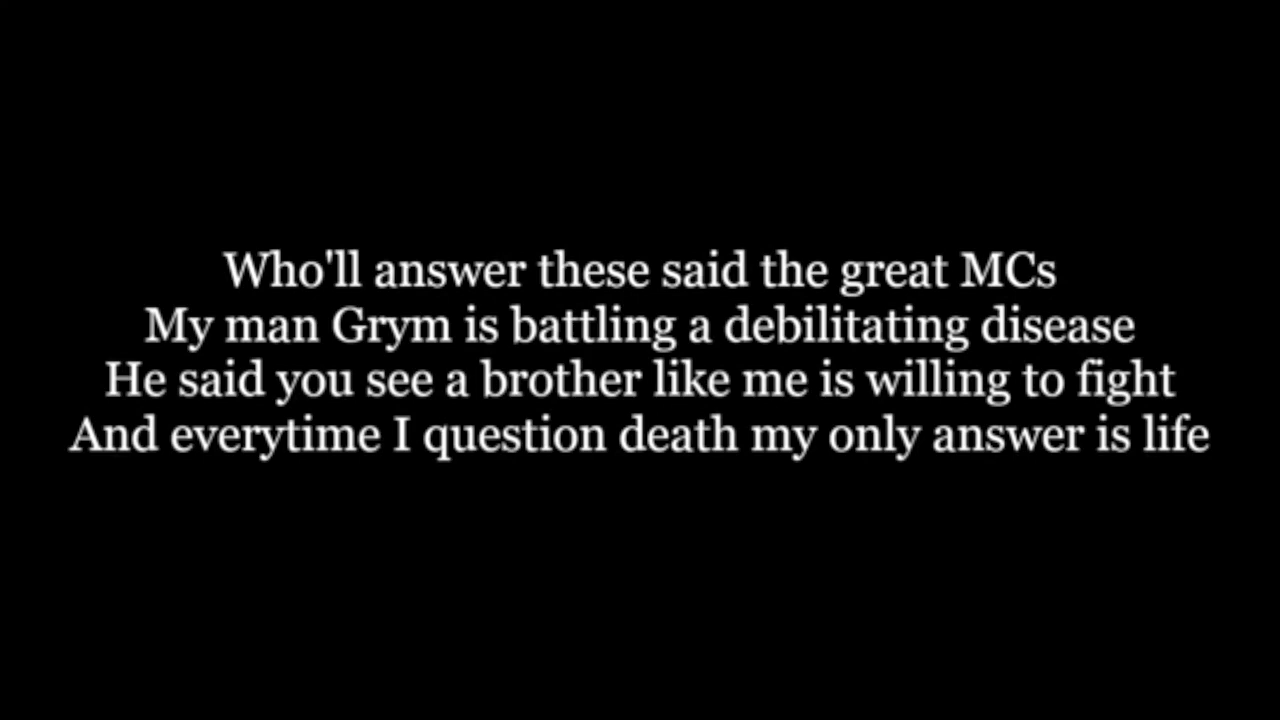 Who'll answer these said the great MCs
My man Grym is battling a debilitating disease
He said you see a brother like me is willing to fight
And everytime I question death my only answer is life